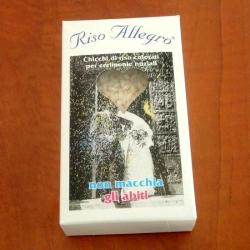 Riso Allegro®
Chicchi di riso colorati
per cerimonie nuziali
non macchia
gli abiti